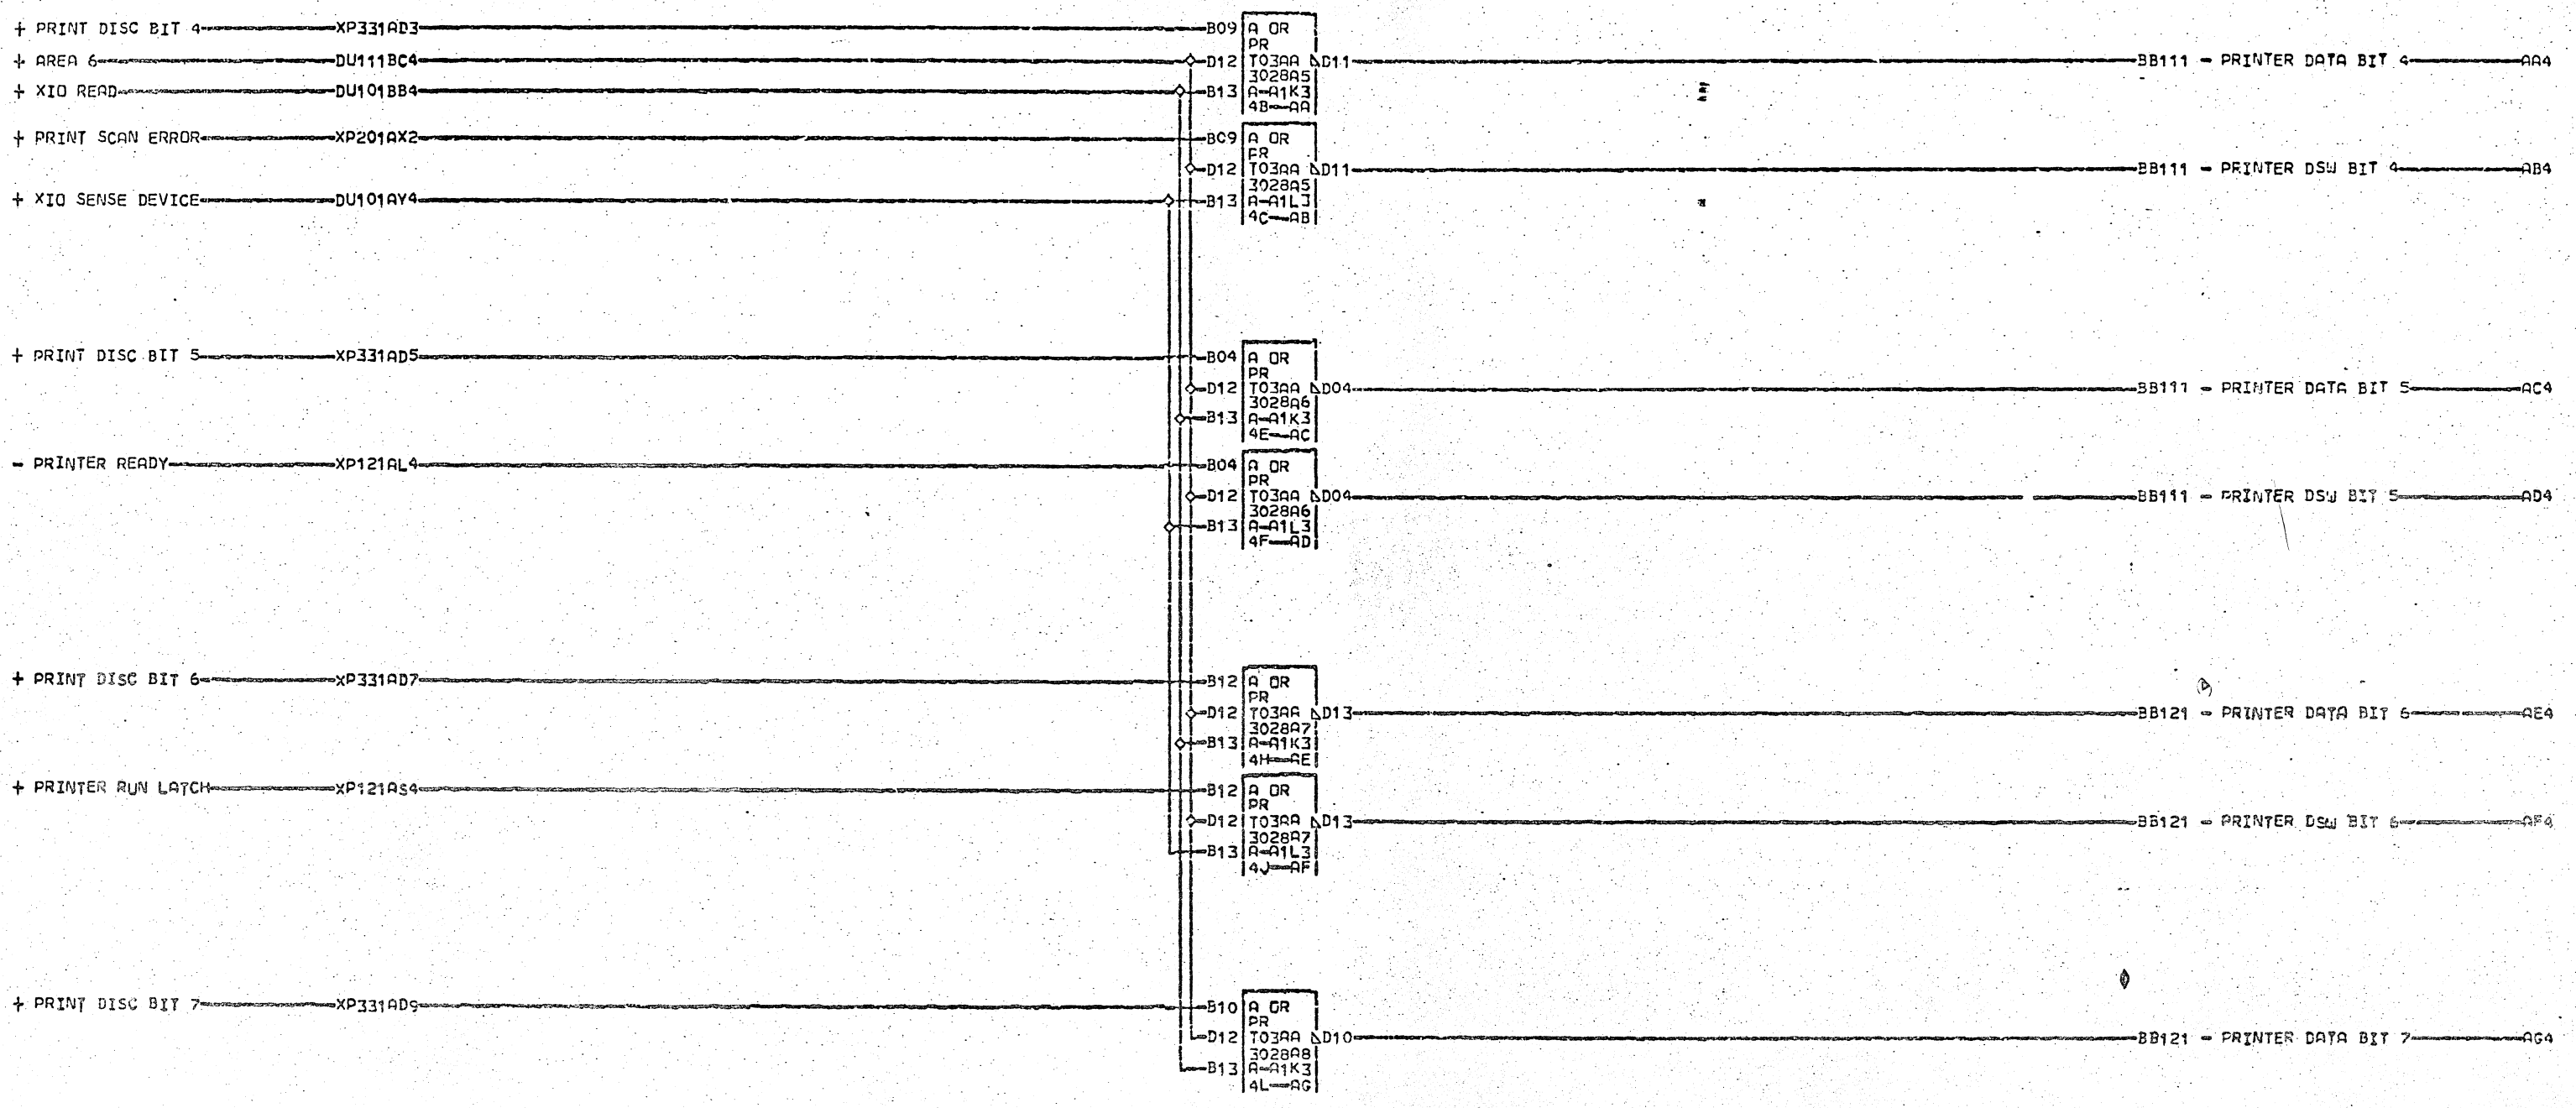 + PRINT DISC BIT 4 XP331AD3 B09 A OR
PR
+ AREA 6 DU111BC4 D12 T03AA D11 BB111 - PRINTER DATA BIT 4 AA4
3028A5
+ XIO READ DU101BB4 B13 A-A1K3
4B AA
+ PRINT SCAN ERROR XP201AX2 B09 A OR
PR
D12 T03AA D11 BB111 - PRINTER DSW BIT 4 AB4
3028A5
+ XIO SENSE DEVICE DU101AY4 B13 A-A1L3
4C AB
+ PRINT DISC BIT 5 XP331AD5 B04 A OR
PR
D12 T03AA D04 BB111 - PRINTER DATA BIT 5 AC4
3028A6
B13 A-A1K3
4E AC
- PRINTER READY XP121AL4 B04 A OR
PR
D12 T03AA D04 BB111 - PRINTER DSW BIT 5 AD4
3028A6
B13 A-A1L3
4F AD
+ PRINT DISC BIT 6 XP331AD7 B12 A OR
PR
D12 T03AA D13 BB121 - PRINTER DATA BIT 6 AE4
3028A7
B13 A-A1K3
4H AE
+ PRINTER RUN LATCH XP121AS4 B12 A OR
PR
D12 T03AA D13 BB121 - PRINTER DSW BIT 6 AF4
3028A7
B13 A-A1L3
4J AF
+ PRINT DISC BIT 7 XP331AD9 B10 A OR
PR
D12 T03AA D10 BB121 - PRINTER DATA BIT 7 AG4
3028A8
B13 A-A1K3
4L AG